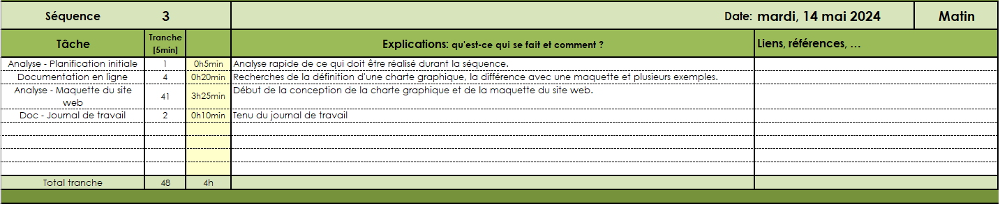 Séquence 3 Date: mardi, 14 mai 2024 Matin
Tâche Tranche [5min] Explications: qu'est-ce qui se fait et comment ? Liens, références, …
Analyse - Planification initiale 1 0h5min Analyse rapide de ce qui doit être réalisé durant la séquence.
Documentation en ligne 4 0h20min Recherches de la définition d'une charte graphique, la différence avec une maquette et plusieurs exemples.
Analyse - Maquette du site web 41 3h25min Début de la conception de la charte graphique et de la maquette du site web.
Doc - Journal de travail 2 0h10min Tenu du journal de travail
Total tranche 48 4h